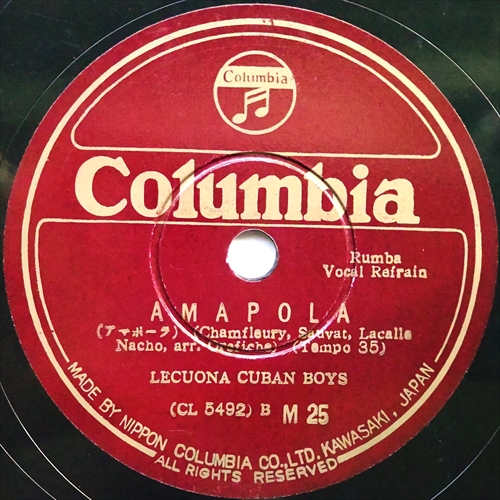 Columbia
Columbia
Rumba
Vocal Refrain
AMAPOLA
(アマポーラ) (Chamfleury, Sauvat, Lacalle
Nacho, arr. Orefiche) (Tempo 35)
LECUONA CUBAN BOYS
(CL 5492) B M 25
MADE BY NIPPON COLUMBIA CO., LTD. KAWASAKI, JAPAN
ALL RIGHTS RESERVED